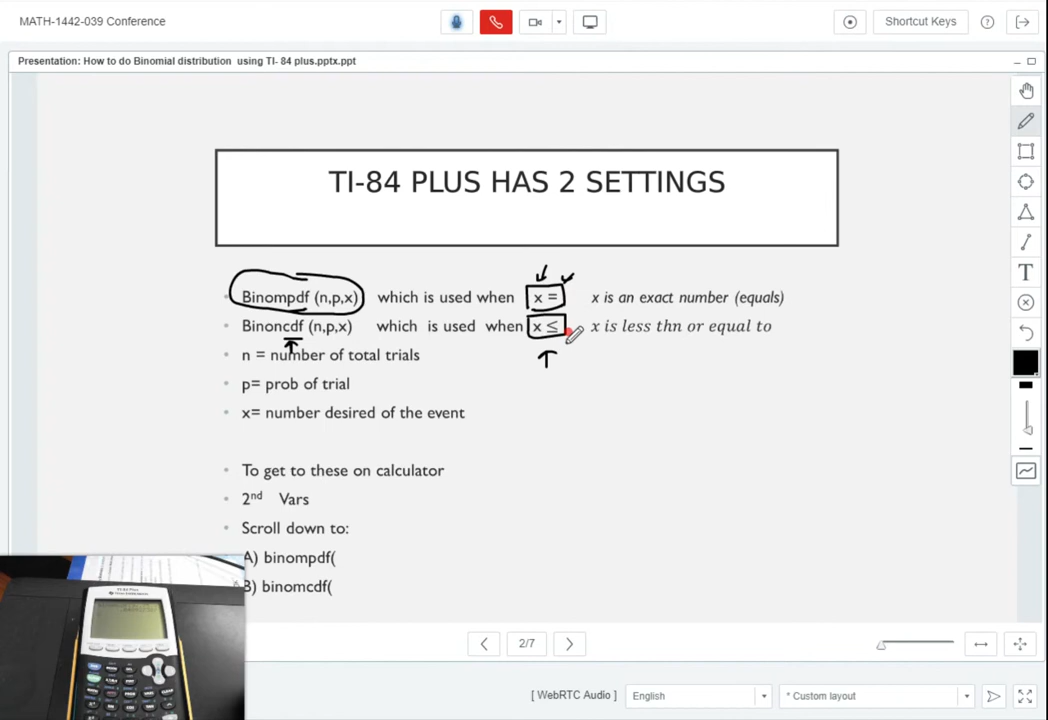 MATH-1442-039 Conference
Shortcut Keys
Presentation: How to do Binomial distribution using TI- 84 plus.pptx.ppt
TI-84 PLUS HAS 2 SETTINGS
Binompdf (n,p,x) which is used when x = x is an exact number (equals)
Binoncdf (n,p,x) which is used when x ≤ x is less thn or equal to
n = number of total trials
p= prob of trial
x= number desired of the event
To get to these on calculator
2nd Vars
Scroll down to:
A) binompdf(
B) binomcdf(
TI-84 Plus
2/7
[ WebRTC Audio ] English * Custom layout